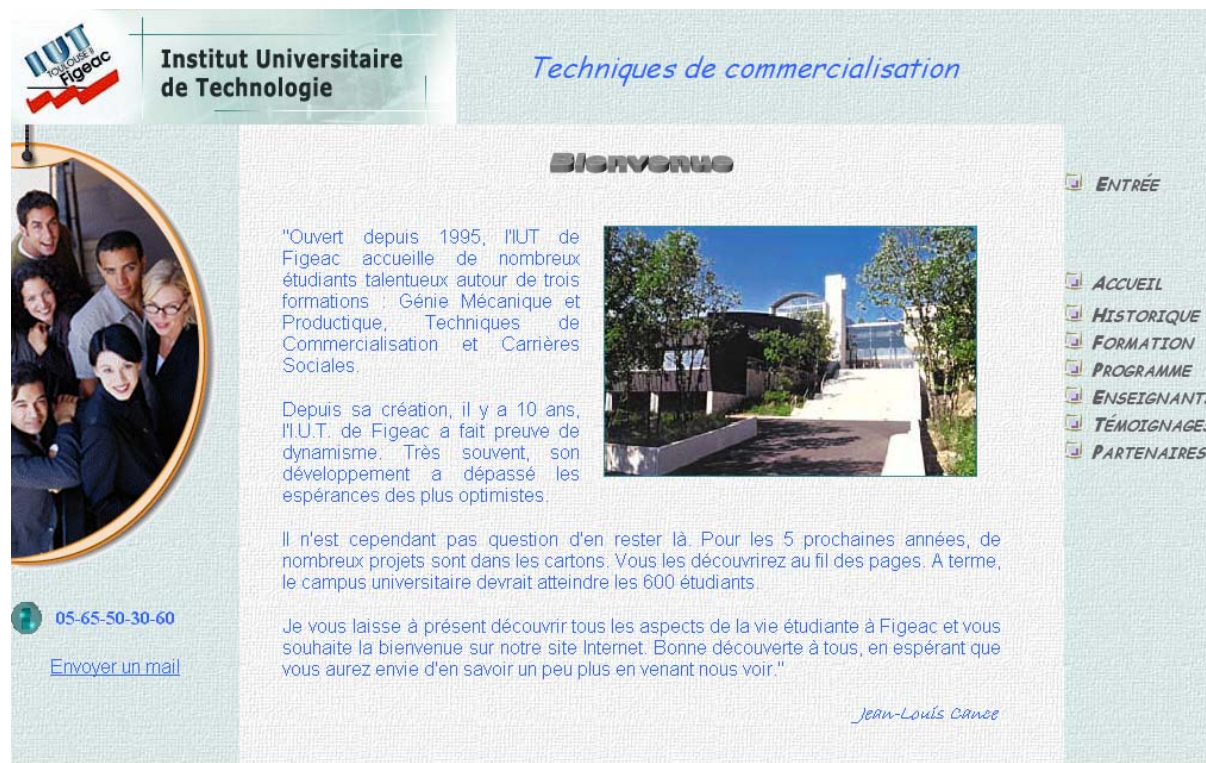 IUT
TOULOUSE II
Figeac
Institut Universitaire
de Technologie
Techniques de commercialisation
Bienvenue
"Ouvert depuis 1995, l'IUT de
Figeac accueille de nombreux
étudiants talentueux autour de trois
formations : Génie Mécanique et
Productique, Techniques de
Commercialisation et Carrières
Sociales.
Depuis sa création, il y a 10 ans,
l'I.U.T. de Figeac a fait preuve de
dynamisme. Très souvent, son
développement a dépassé les
espérances des plus optimistes.
Il n'est cependant pas question d'en rester là. Pour les 5 prochaines années, de
nombreux projets sont dans les cartons. Vous les découvrirez au fil des pages. A terme,
le campus universitaire devrait atteindre les 600 étudiants.
Je vous laisse à présent découvrir tous les aspects de la vie étudiante à Figeac et vous
souhaite la bienvenue sur notre site Internet. Bonne découverte à tous, en espérant que
vous aurez envie d'en savoir un peu plus en venant nous voir."
Jean-Louis Cance
05-65-50-30-60
Envoyer un mail
ENTRÉE
ACCUEIL
HISTORIQUE
FORMATION
PROGRAMME
ENSEIGNANTS
TÉMOIGNAGES
PARTENAIRES